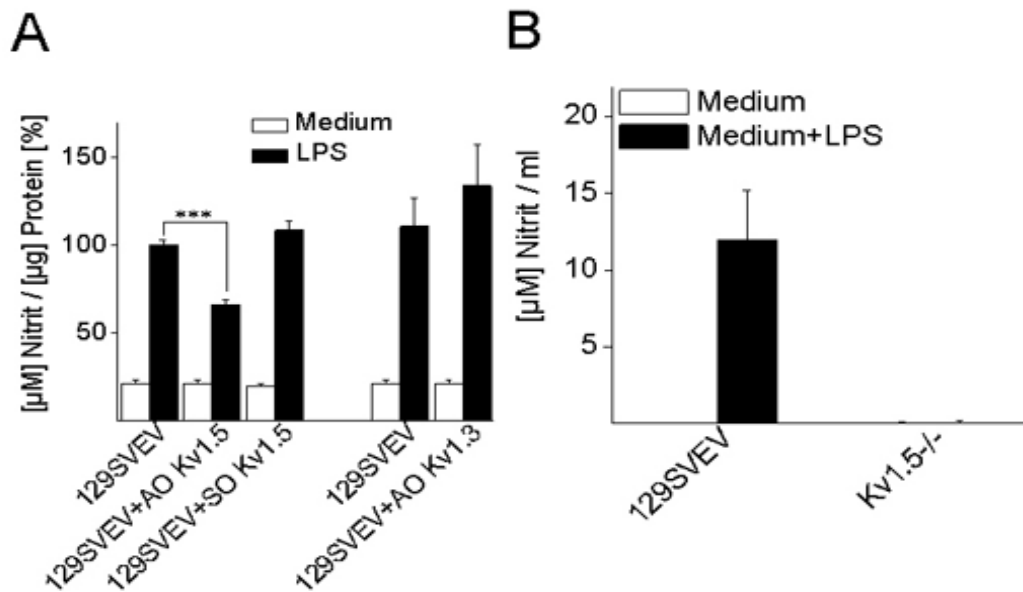 A
[µM] Nitrit / [µg] Protein [%]
150
100
50
Medium
LPS
***
129SVEV
129SVEV+AO Kv1.5
129SVEV+SO Kv1.5
129SVEV
129SVEV+AO Kv1.3
B
[µM] Nitrit / ml
20
15
10
5
Medium
Medium+LPS
129SVEV
Kv1.5-/-